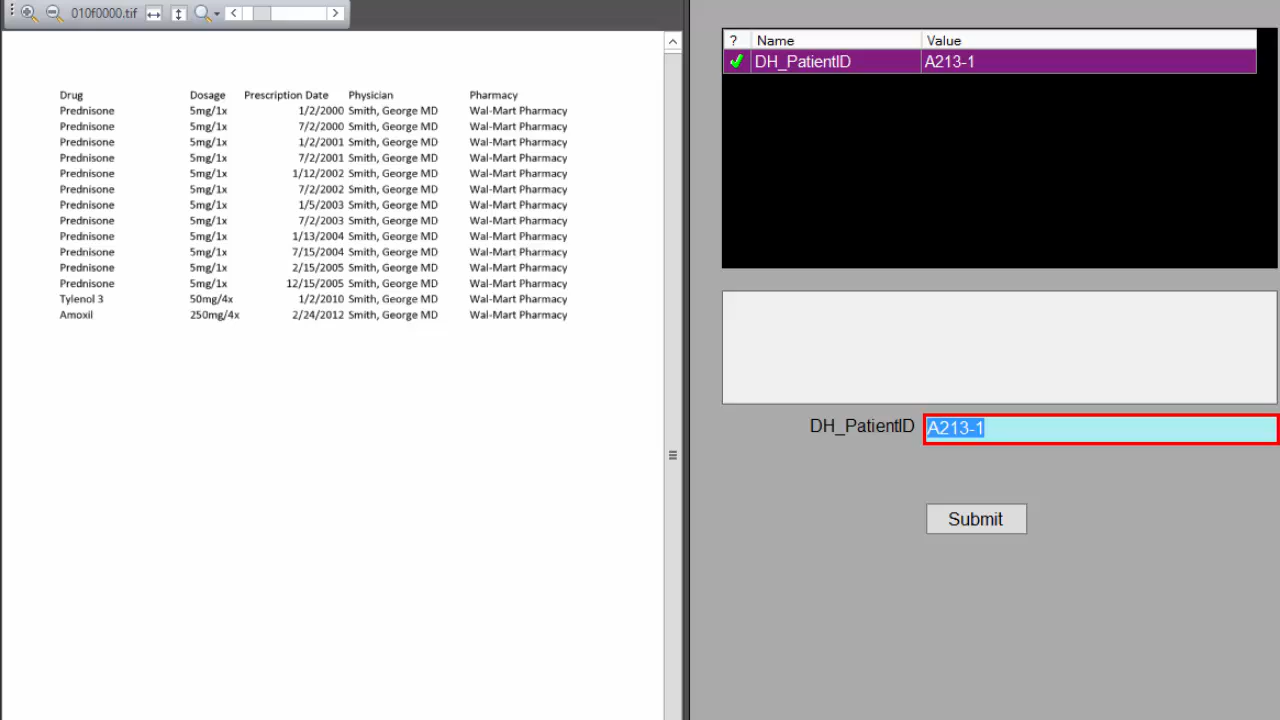 010f0000.tif
Drug Dosage Prescription Date Physician Pharmacy
Prednisone 5mg/1x 1/2/2000 Smith, George MD Wal-Mart Pharmacy
Prednisone 5mg/1x 7/2/2000 Smith, George MD Wal-Mart Pharmacy
Prednisone 5mg/1x 1/2/2001 Smith, George MD Wal-Mart Pharmacy
Prednisone 5mg/1x 7/2/2001 Smith, George MD Wal-Mart Pharmacy
Prednisone 5mg/1x 1/12/2002 Smith, George MD Wal-Mart Pharmacy
Prednisone 5mg/1x 7/2/2002 Smith, George MD Wal-Mart Pharmacy
Prednisone 5mg/1x 1/5/2003 Smith, George MD Wal-Mart Pharmacy
Prednisone 5mg/1x 7/2/2003 Smith, George MD Wal-Mart Pharmacy
Prednisone 5mg/1x 1/13/2004 Smith, George MD Wal-Mart Pharmacy
Prednisone 5mg/1x 7/15/2004 Smith, George MD Wal-Mart Pharmacy
Prednisone 5mg/1x 2/15/2005 Smith, George MD Wal-Mart Pharmacy
Prednisone 5mg/1x 12/15/2005 Smith, George MD Wal-Mart Pharmacy
Tylenol 3 50mg/4x 1/2/2010 Smith, George MD Wal-Mart Pharmacy
Amoxil 250mg/4x 2/24/2012 Smith, George MD Wal-Mart Pharmacy
? Name Value
DH_PatientID A213-1
DH_PatientID A213-1
Submit